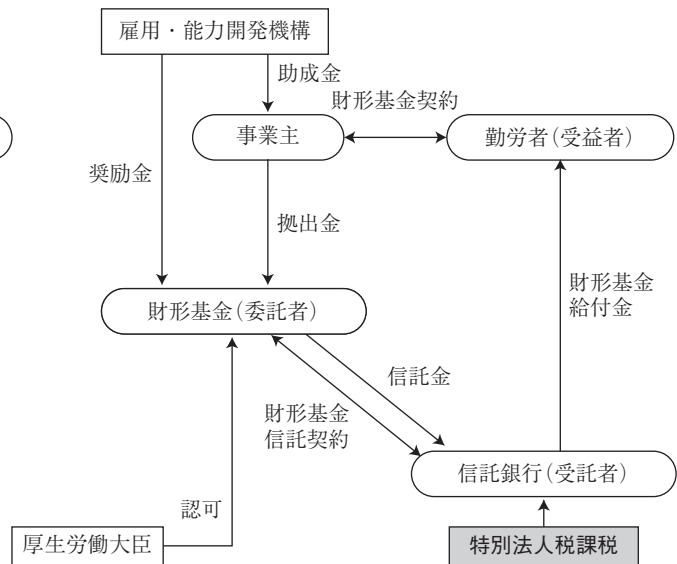 雇用・能力開発機構
助成金
財形基金契約
事業主
勤労者(受益者)
奨励金
拠出金
財形基金
給付金
財形基金(委託者)
信託金
財形基金
信託契約
信託銀行(受託者)
認可
厚生労働大臣
特別法人税課税